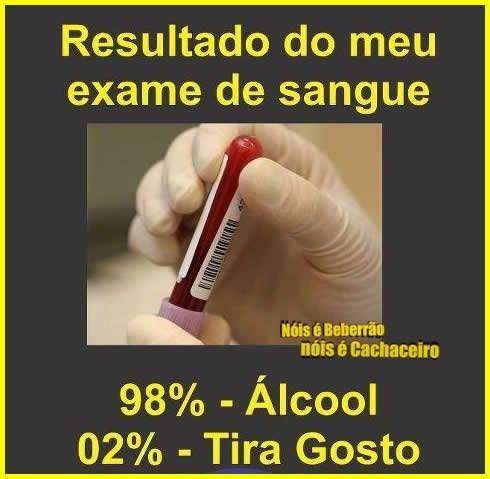 Resultado do meu
exame de sangue
Nóis é Beberrão
nóis é Cachaceiro
98% - Álcool
02% - Tira Gosto